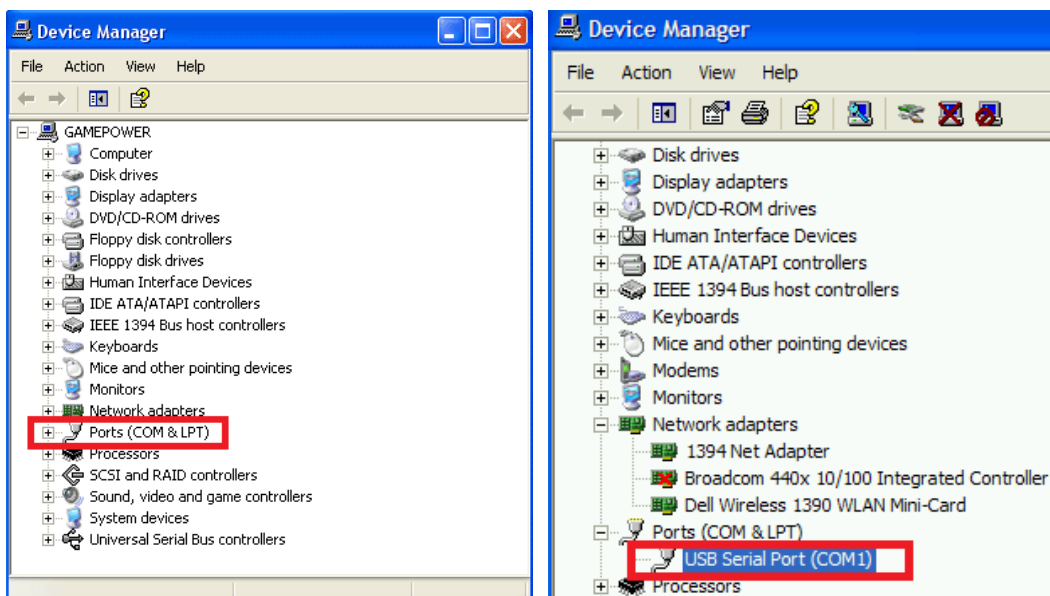 Device Manager
File Action View Help
GAMEPOWER
Computer
Disk drives
Display adapters
DVD/CD-ROM drives
Floppy disk controllers
Floppy disk drives
Human Interface Devices
IDE ATA/ATAPI controllers
IEEE 1394 Bus host controllers
Keyboards
Mice and other pointing devices
Monitors
Network adapters
Ports (COM & LPT)
Processors
SCSI and RAID controllers
Sound, video and game controllers
System devices
Universal Serial Bus controllers
Device Manager
File Action View Help
Disk drives
Display adapters
DVD/CD-ROM drives
Human Interface Devices
IDE ATA/ATAPI controllers
IEEE 1394 Bus host controllers
Keyboards
Mice and other pointing devices
Modems
Monitors
Network adapters
1394 Net Adapter
Broadcom 440x 10/100 Integrated Controller
Dell Wireless 1390 WLAN Mini-Card
Ports (COM & LPT)
USB Serial Port (COM1)
Processors